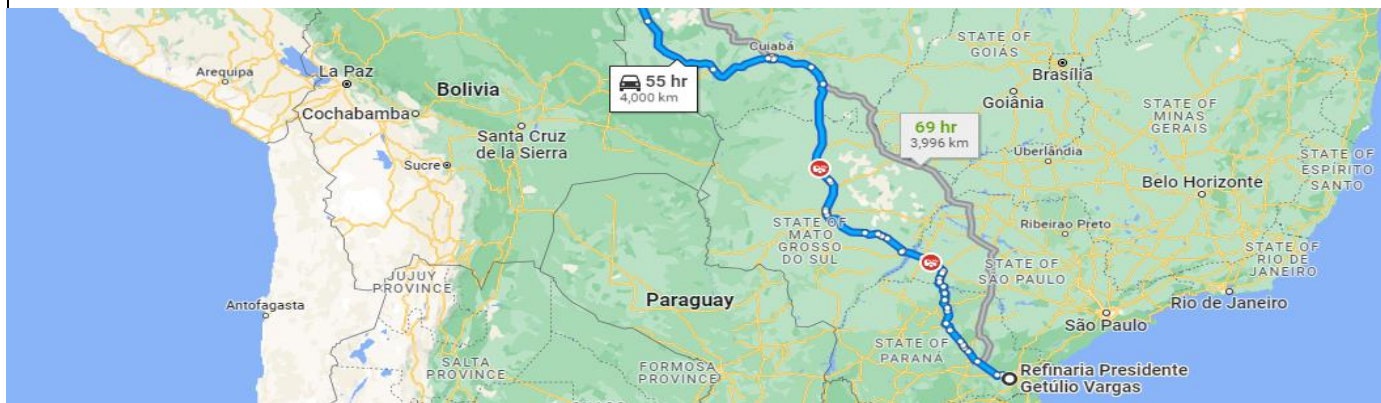 STATE OF
GOIÁS
Cuiabá
Brasília
Arequipa
La Paz
55 hr
4,000 km
Bolivia
Goiânia
STATE OF
MINAS
GERAIS
Cochabamba
69 hr
3,996 km
Santa Cruz
de la Sierra
Uberlândia
STATE OF
ESPÍRITO
SANTO
Sucre
Belo Horizonte
STATE OF
MATO
GROSSO
DO SUL
Ribeirao Preto
STATE OF
RIO DE
JANEIRO
STATE OF
SÃO PAULO
JUJUY
PROVINCE
Paraguay
Rio de Janeiro
Antofagasta
São Paulo
STATE OF
PARANÁ
SALTA
PROVINCE
FORMOSA
PROVINCE
Refinaria Presidente
Getúlio Vargas